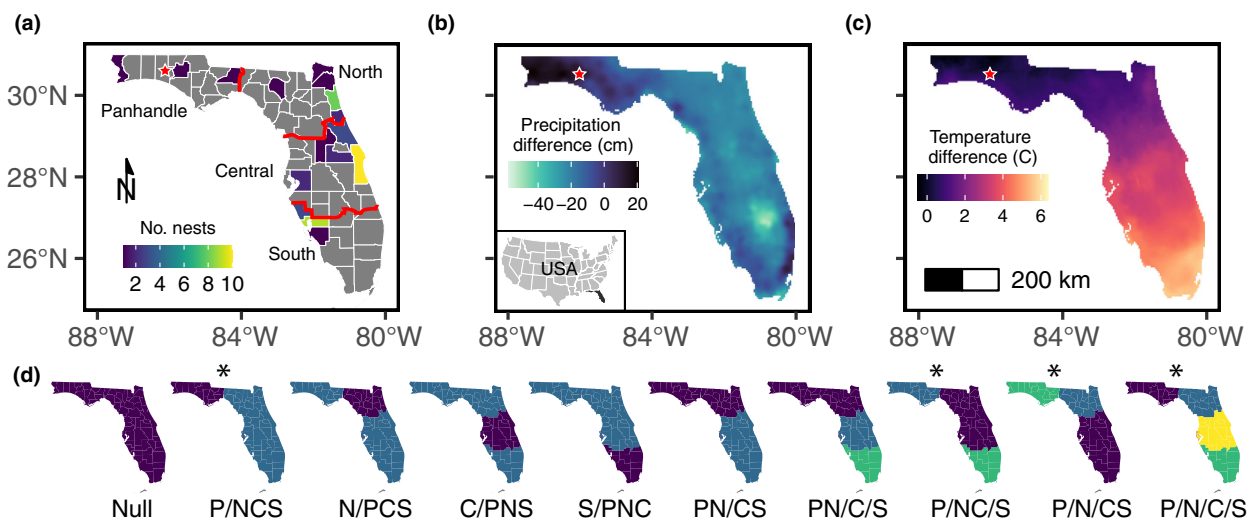 (a)
30°N
28°N
26°N
88°W 84°W 80°W
North
Panhandle
Central
South
N
No. nests
2 4 6 8 10
(b)
Precipitation
difference (cm)
−40 −20 0 20
USA
88°W 84°W 80°W
(c)
Temperature
difference (C)
0 2 4 6
200 km
88°W 84°W 80°W
(d)
* * * *
Null P/NCS N/PCS C/PNS S/PNC PN/CS PN/C/S P/NC/S P/N/CS P/N/C/S